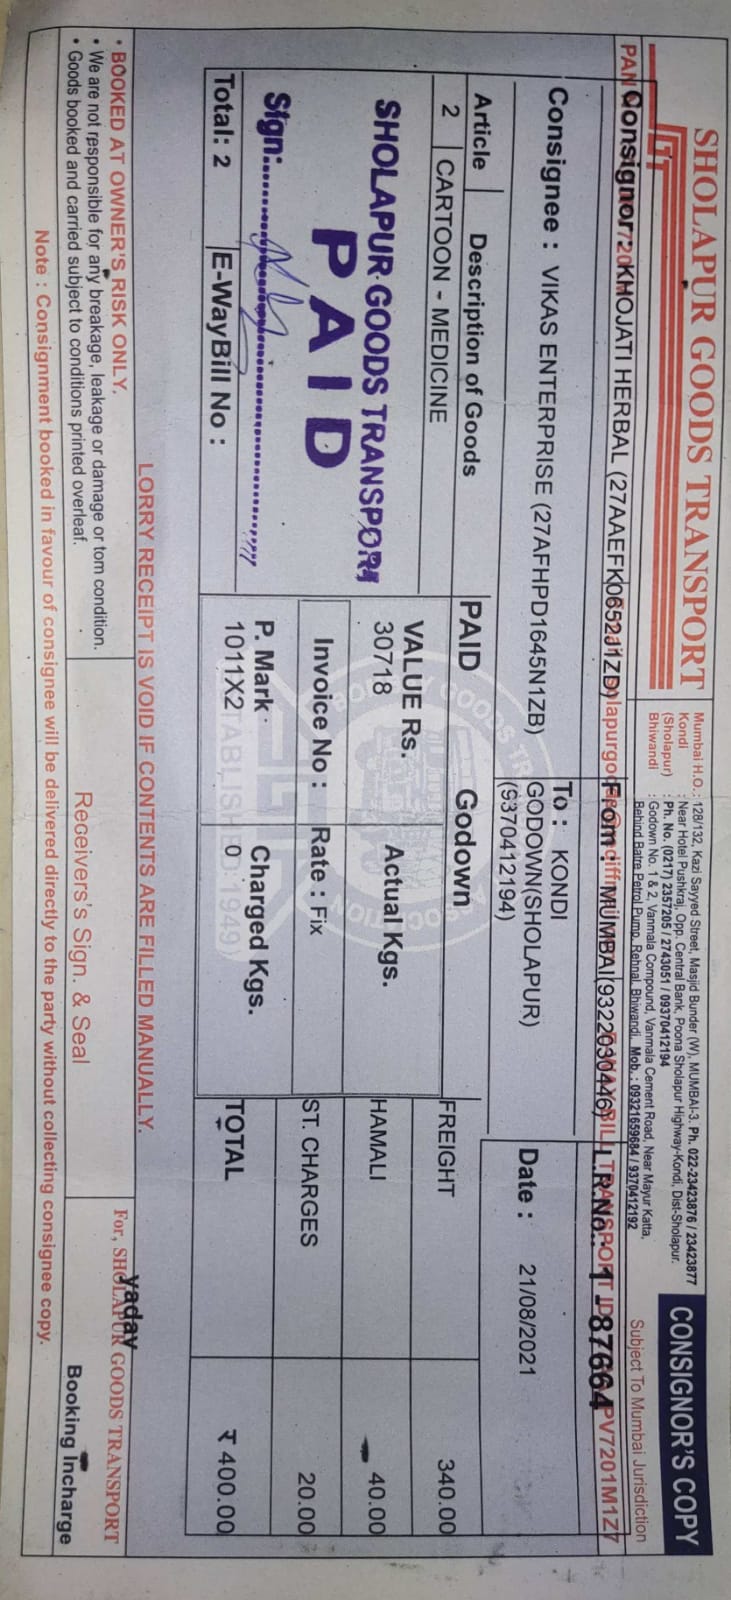 SHOLAPUR GOODS TRANSPORT
Mumbai H.O. : 128/132, Kazi Sayyed Street, Masjid Bunder (W), MUMBAI-3. Ph. 022-23423876 / 23423877
Kondi : Near Hotel Pushkraj, Opp. Central Bank, Poona Sholapur Highway-Kondi, Dist-Sholapur.
(Sholapur) : Ph. No. (0217) 2357205 / 2743051 / 09370412194
Bhiwandi : Godown No. 1 & 2, Vanmala Compound, Vanmala Cement Road, Near Mayur Katta,
Behind Batre Petrol Pump, Rehnal, Bhiwandi. Mob. : 09321659684 / 9370412192
CONSIGNOR'S COPY
Subject To Mumbai Jurisdiction
PAN
Consignor : KHOJATI HERBAL (27AAEFK0652J1ZD) From : MUMBAI(9322030446) L.R.No.: 1 - 87664
Consignee : VIKAS ENTERPRISE (27AFHPD1645N1ZB) To : KONDI
GODOWN(SHOLAPUR)
(9370412194)
Date : 21/08/2021
Article Description of Goods PAID Godown FREIGHT 340.00
2 CARTOON - MEDICINE VALUE Rs. Actual Kgs. HAMALI 40.00
30718
SHOLAPUR GOODS TRANSPORT
PAID
Sign:
Invoice No : Rate : Fix ST. CHARGES 20.00
P. Mark Charged Kgs.
1011X2 0
Total: 2 E-WayBill No : TOTAL ₹ 400.00
BOMBAY GOODS TRANSPORT ASSOCIATION
ESTABLISHED 1949
LORRY RECEIPT IS VOID IF CONTENTS ARE FILLED MANUALLY.
• BOOKED AT OWNER'S RISK ONLY.
• We are not responsible for any breakage, leakage or damage or torn condition.
• Goods booked and carried subject to conditions printed overleaf.
Receivers's Sign. & Seal
For, SHOLAPUR GOODS TRANSPORT
yadav
Booking Incharge
Note : Consignment booked in favour of consignee will be delivered directly to the party without collecting consignee copy.